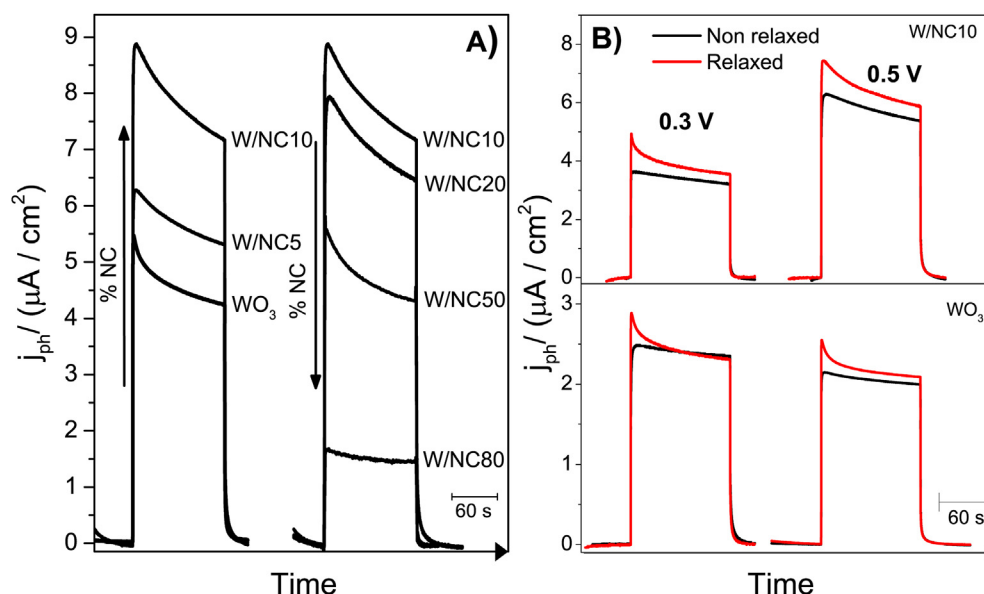 A)
9
8
7
6
5
4
3
2
1
0
j_ph/ (μA / cm²)
% NC
W/NC10
W/NC5
WO₃
% NC
W/NC10
W/NC20
W/NC50
W/NC80
60 s
Time
B)
Non relaxed
Relaxed
W/NC10
0.3 V
0.5 V
8
6
4
2
0
j_ph/ (μA / cm²)
WO₃
3
2
1
0
60 s
Time